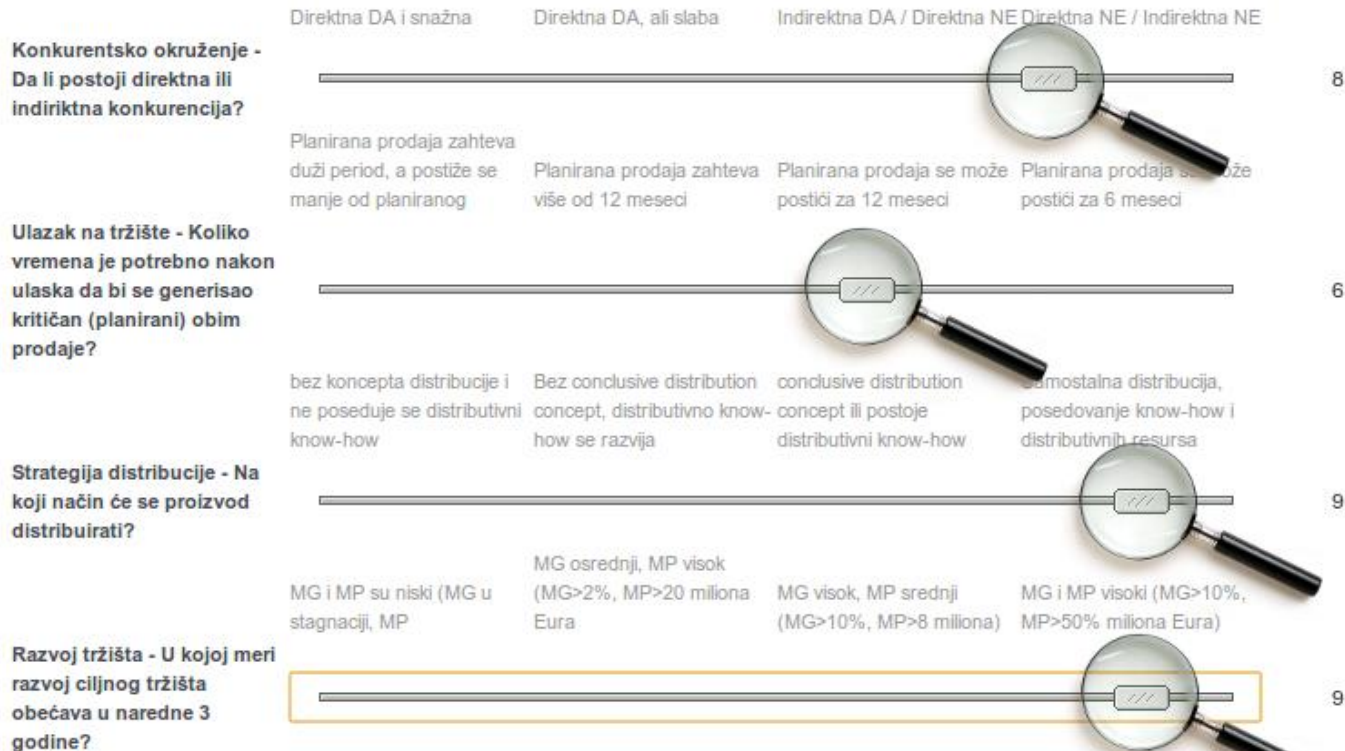 Direktna DA i snažna
Direktna DA, ali slaba
Indirektna DA / Direktna NE
Direktna NE / Indirektna NE
Konkurentsko okruženje -
Da li postoji direktna ili
indiriktna konkurencija?
8
Planirana prodaja zahteva
duži period, a postiže se
manje od planiranog
Planirana prodaja zahteva
više od 12 meseci
Planirana prodaja se može
postići za 12 meseci
Planirana prodaja se može
postići za 6 meseci
Ulazak na tržište - Koliko
vremena je potrebno nakon
ulaska da bi se generisao
kritičan (planirani) obim
prodaje?
6
bez koncepta distribucije i
ne poseduje se distributivni
know-how
Bez conclusive distribution
concept, distributivno know-
how se razvija
conclusive distribution
concept ili postoje
distributivni know-how
Samostalna distribucija,
posedovanje know-how i
distributivnih resursa
Strategija distribucije - Na
koji način će se proizvod
distribuirati?
9
MG i MP su niski (MG u
stagnaciji, MP
MG osrednji, MP visok
(MG>2%, MP>20 miliona
Eura
MG visok, MP srednji
(MG>10%, MP>8 miliona)
MG i MP visoki (MG>10%,
MP>50% miliona Eura)
Razvoj tržišta - U kojoj meri
razvoj ciljnog tržišta
obećava u naredne 3
godine?
9